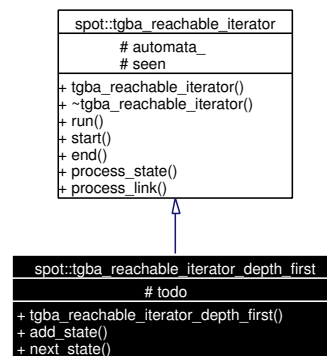 spot::tgba_reachable_iterator
# automata_
# seen
+ tgba_reachable_iterator()
+ ~tgba_reachable_iterator()
+ run()
+ start()
+ end()
+ process_state()
+ process_link()
spot::tgba_reachable_iterator_depth_first
# todo
+ tgba_reachable_iterator_depth_first()
+ add_state()
+ next_state()